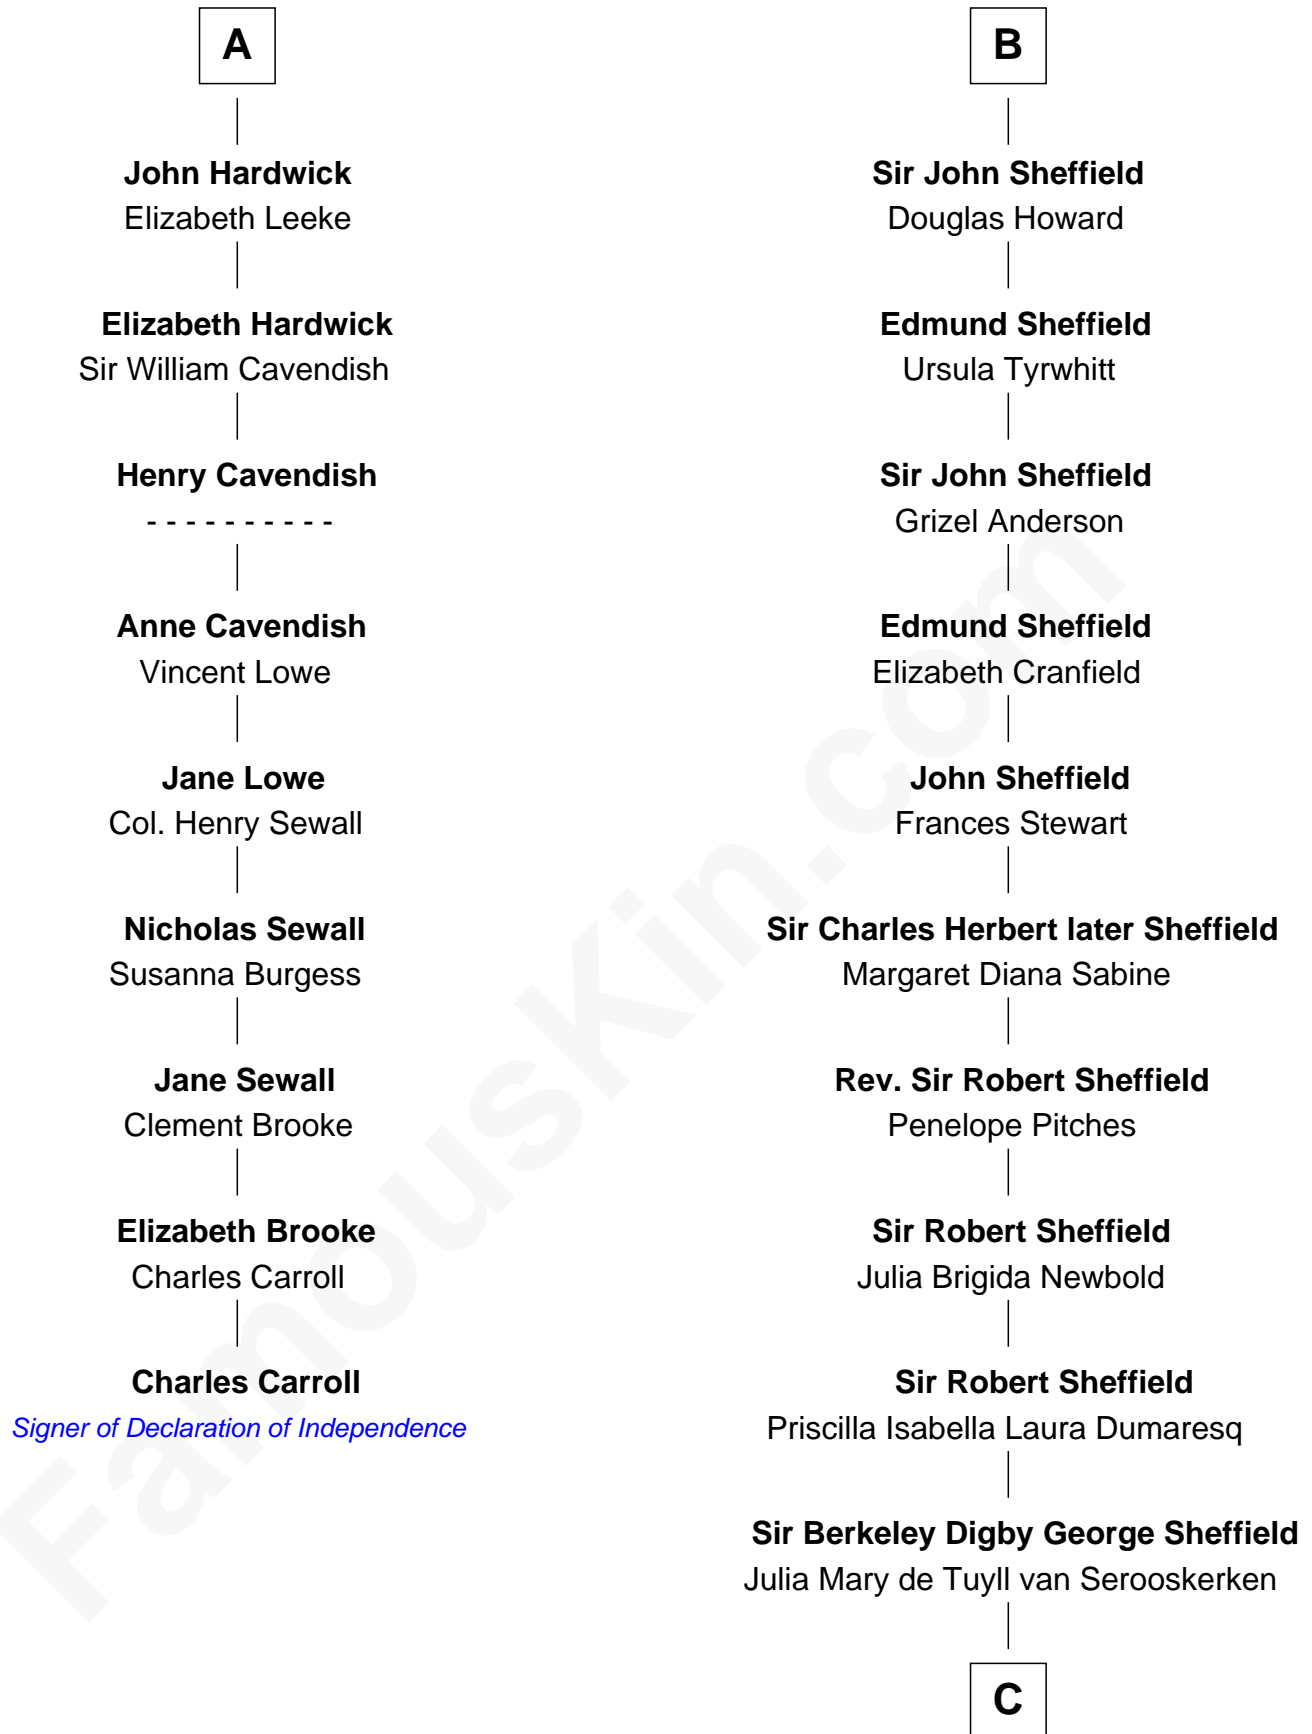 A
John Hardwick
Elizabeth Leeke
Elizabeth Hardwick
Sir William Cavendish
Henry Cavendish
- - - - - - - - - -
Anne Cavendish
Vincent Lowe
Jane Lowe
Col. Henry Sewall
Nicholas Sewall
Susanna Burgess
Jane Sewall
Clement Brooke
Elizabeth Brooke
Charles Carroll
Charles Carroll
Signer of Declaration of Independence
B
Sir John Sheffield
Douglas Howard
Edmund Sheffield
Ursula Tyrwhitt
Sir John Sheffield
Grizel Anderson
Edmund Sheffield
Elizabeth Cranfield
John Sheffield
Frances Stewart
Sir Charles Herbert later Sheffield
Margaret Diana Sabine
Rev. Sir Robert Sheffield
Penelope Pitches
Sir Robert Sheffield
Julia Brigida Newbold
Sir Robert Sheffield
Priscilla Isabella Laura Dumaresq
Sir Berkeley Digby George Sheffield
Julia Mary de Tuyll van Serooskerken
C
FamousKin.com